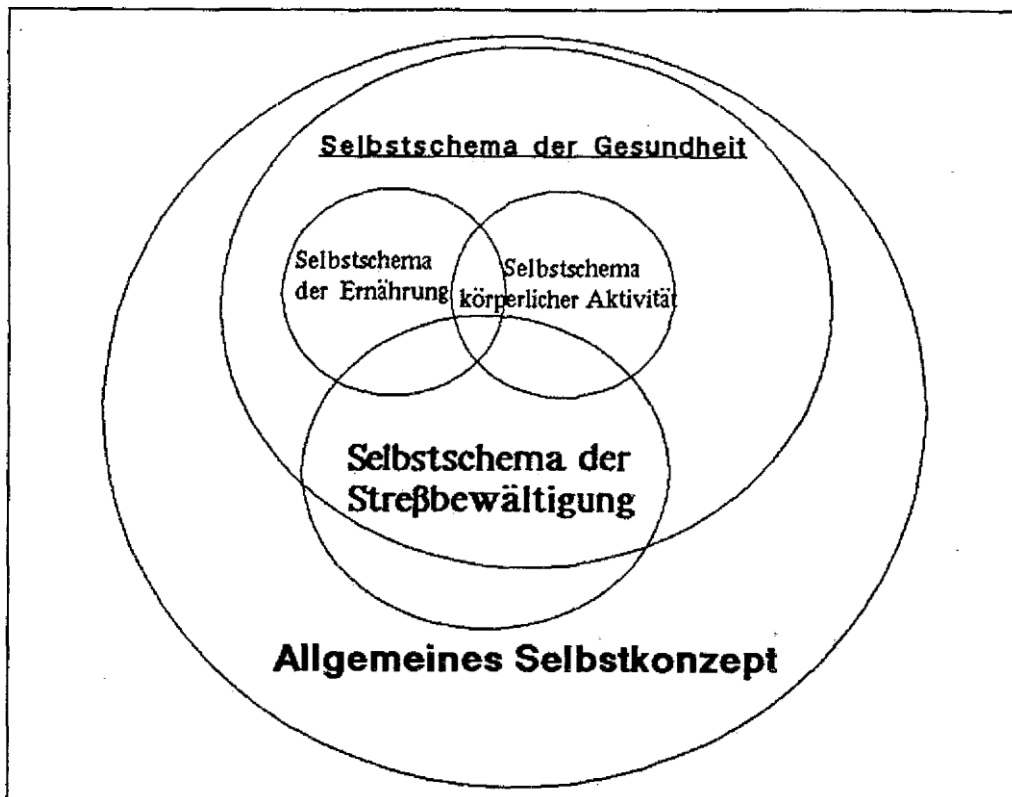 Selbstschema der Gesundheit
Selbstschema
der Ernährung
Selbstschema
körperlicher Aktivität
Selbstschema der
Streßbewältigung
Allgemeines Selbstkonzept